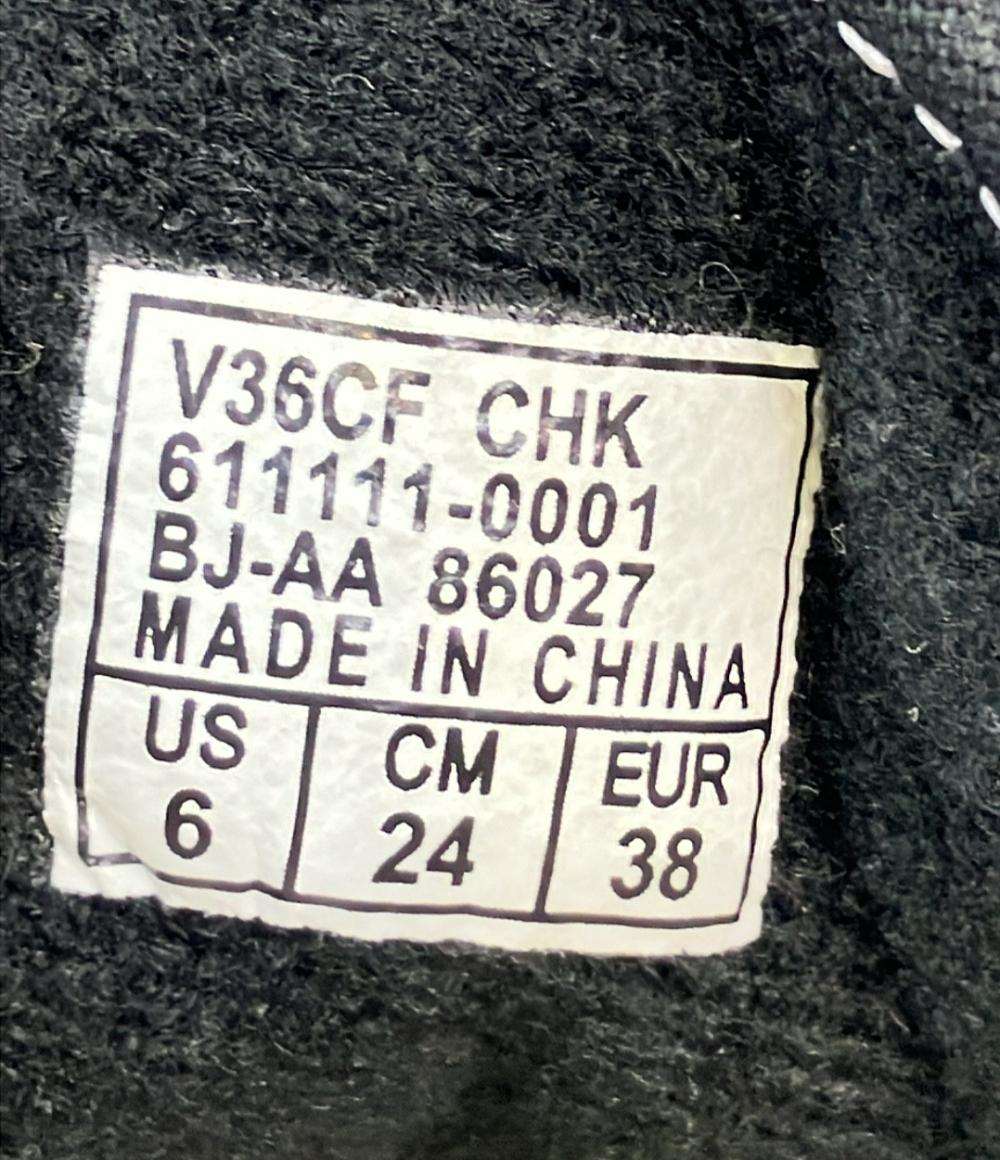 V36CF CHK
611111-0001
BJ-AA 86027
MADE IN CHINA
US CM EUR
6 24 38